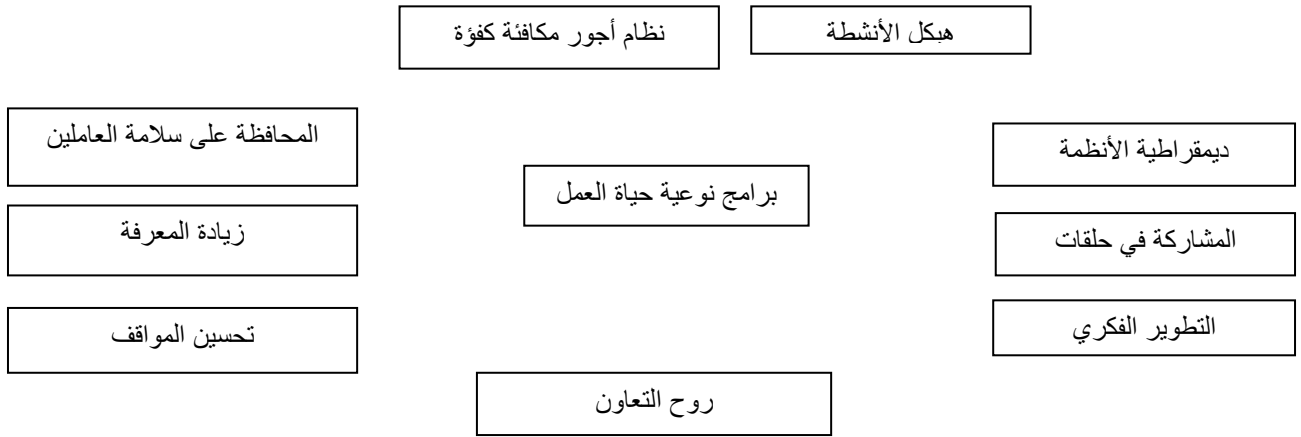 هيكل الأنشطة
نظام أجور مكافئة كفؤة
ديمقراطية الأنظمة
المحافظة على سلامة العاملين
برامج نوعية حياة العمل
المشاركة في حلقات
زيادة المعرفة
التطوير الفكري
تحسين المواقف
روح التعاون